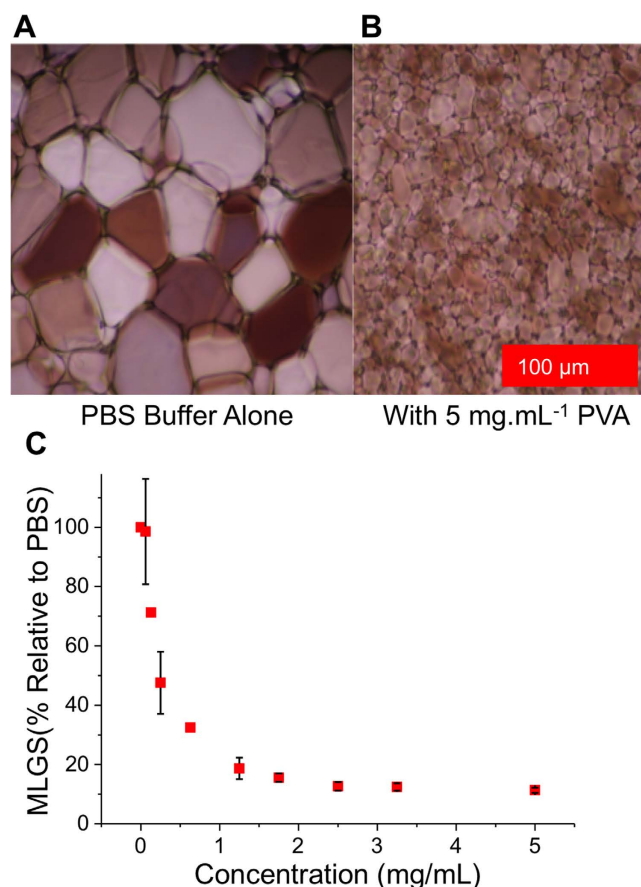 A
B
100 µm
PBS Buffer Alone
With 5 mg.mL⁻¹ PVA
C
MLGS(% Relative to PBS)
100
80
60
40
20
0
0
1
2
3
4
5
Concentration (mg/mL)